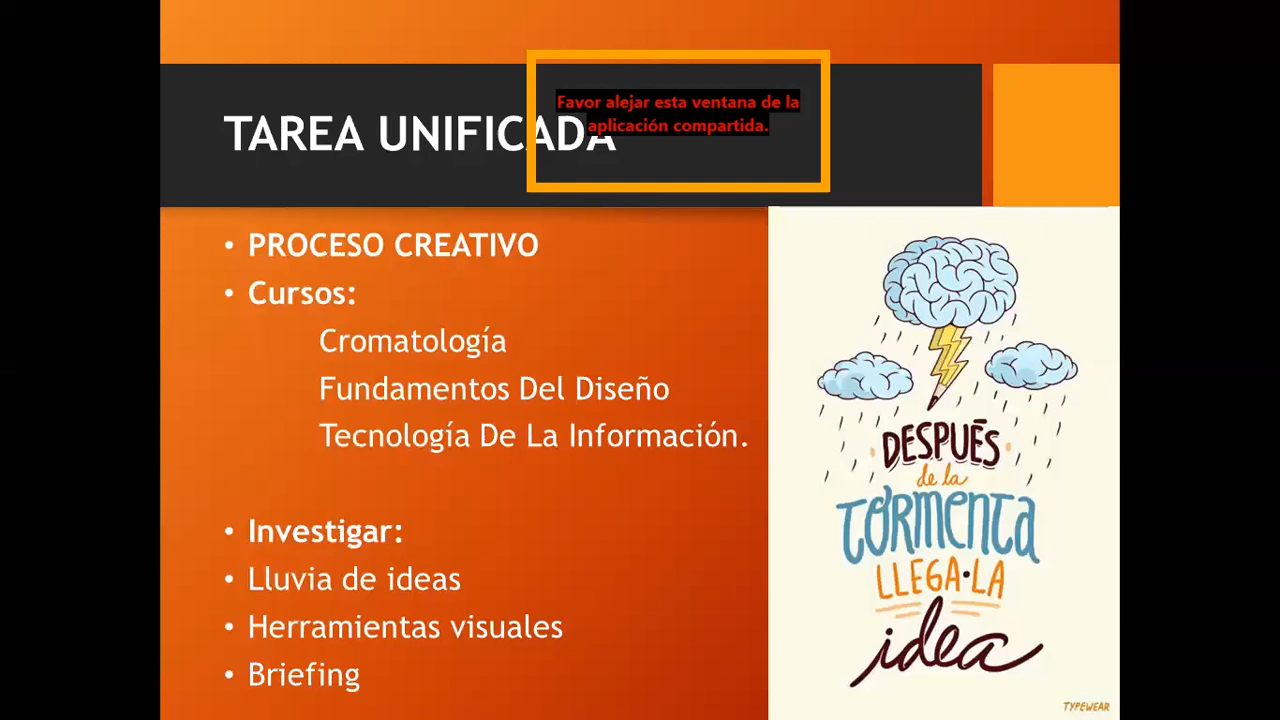 Favor alejar esta ventana de la
aplicación compartida.
TAREA UNIFICADA
• PROCESO CREATIVO
• Cursos:
Cromatología
Fundamentos Del Diseño
Tecnología De La Información.
• Investigar:
• Lluvia de ideas
• Herramientas visuales
• Briefing
DESPUÉS
de la
TORMENTA
LLEGA·LA
idea
TYPEWEAR